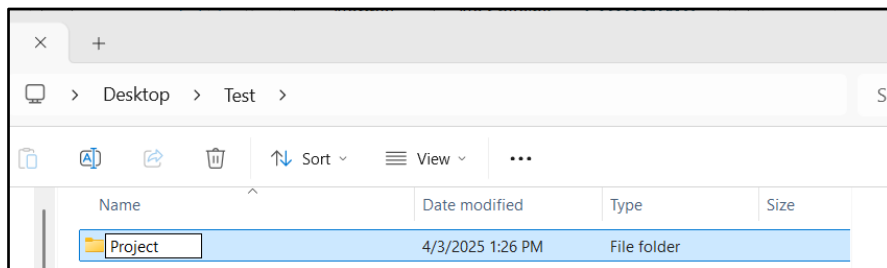 Desktop > Test >
S
A Sort View ...
Name Date modified Type Size
Project 4/3/2025 1:26 PM File folder